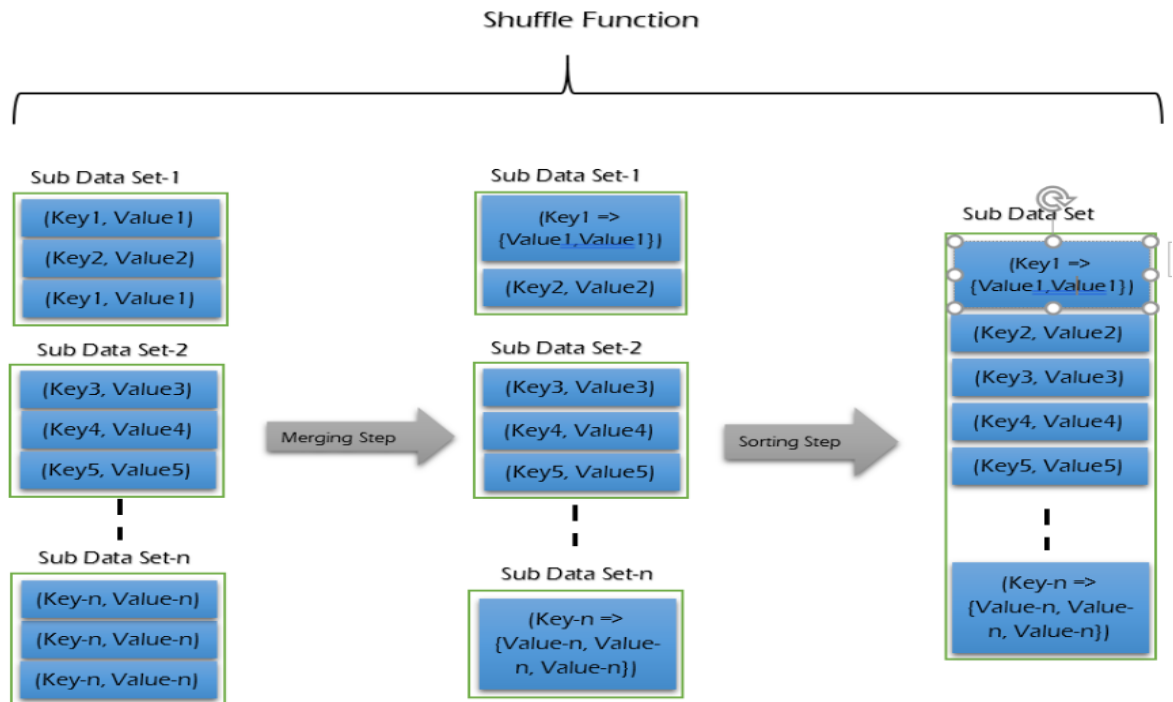 Shuffle Function
Sub Data Set-1
(Key1, Value1)
(Key2, Value2)
(Key1, Value1)
Sub Data Set-2
(Key3, Value3)
(Key4, Value4)
(Key5, Value5)
Sub Data Set-n
(Key-n, Value-n)
(Key-n, Value-n)
(Key-n, Value-n)
Merging Step
Sub Data Set-1
(Key1 =>
{Value1,Value1})
(Key2, Value2)
Sub Data Set-2
(Key3, Value3)
(Key4, Value4)
(Key5, Value5)
Sub Data Set-n
(Key-n =>
{Value-n, Value-
n, Value-n})
Sorting Step
Sub Data Set
(Key1 =>
{Value1,Value1})
(Key2, Value2)
(Key3, Value3)
(Key4, Value4)
(Key5, Value5)
(Key-n =>
{Value-n, Value-
n, Value-n})